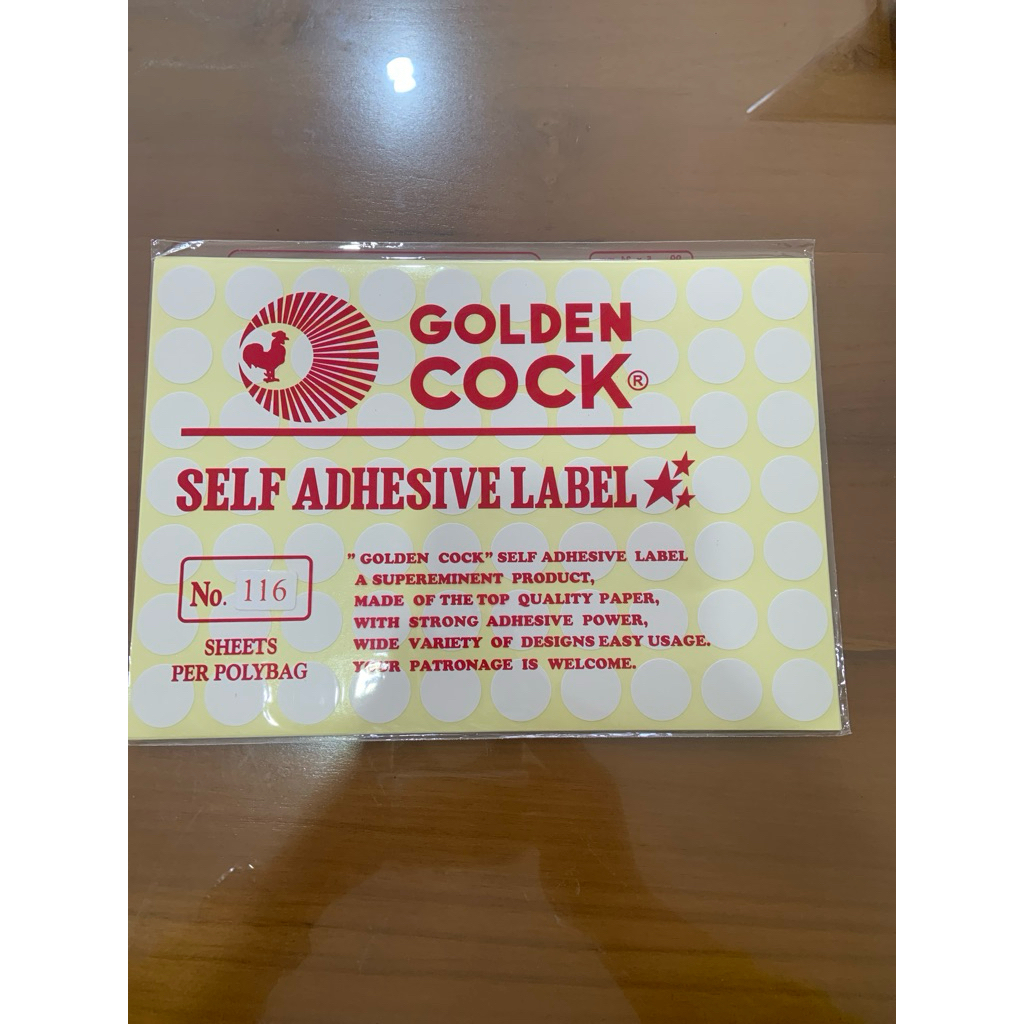 GOLDEN
COCK®
SELF ADHESIVE LABEL
No. 116
SHEETS
PER POLYBAG
" GOLDEN COCK" SELF ADHESIVE LABEL
A SUPEREMINENT PRODUCT,
MADE OF THE TOP QUALITY PAPER,
WITH STRONG ADHESIVE POWER,
WIDE VARIETY OF DESIGNS EASY USAGE.
YOUR PATRONAGE IS WELCOME.